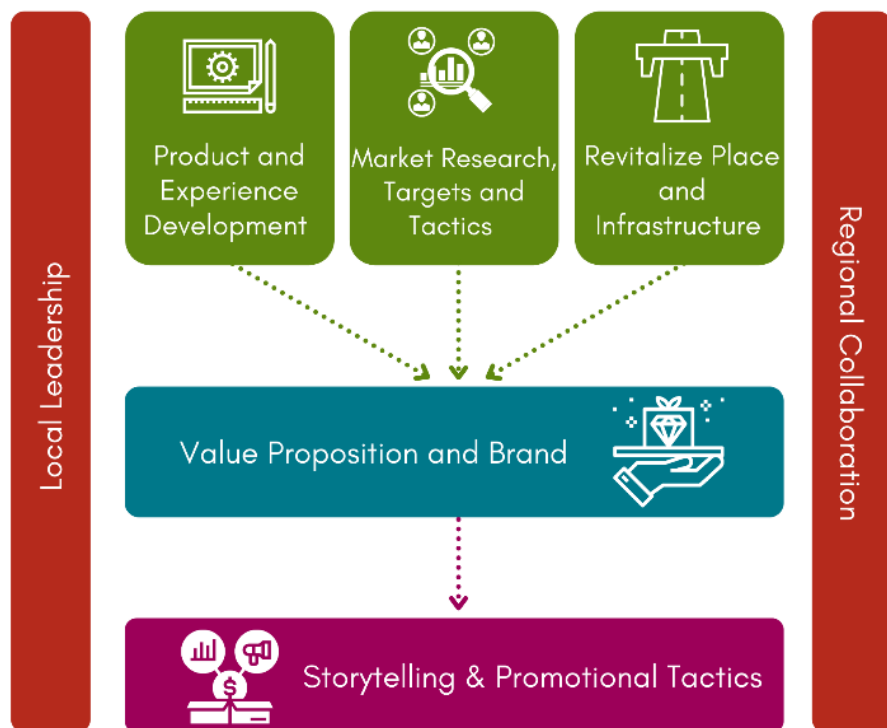 Local Leadership
Product and
Experience
Development
Market Research,
Targets and
Tactics
Revitalize Place
and
Infrastructure
Regional Collaboration
Value Proposition and Brand
$
Storytelling & Promotional Tactics